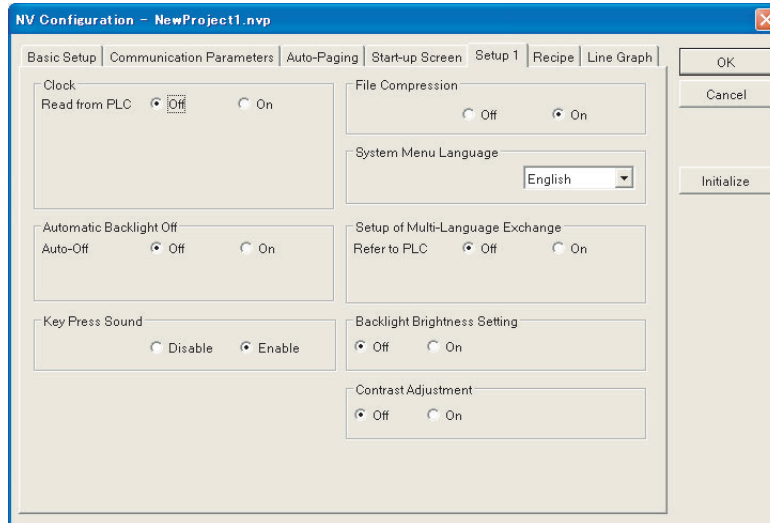 NV Configuration - NewProject1.nvp
Basic Setup Communication Parameters Auto-Paging Start-up Screen Setup 1 Recipe Line Graph
OK
Cancel
Initialize
Clock
Read from PLC Off On
File Compression
Off On
System Menu Language
English
Automatic Backlight Off
Auto-Off Off On
Setup of Multi-Language Exchange
Refer to PLC Off On
Key Press Sound
Disable Enable
Backlight Brightness Setting
Off On
Contrast Adjustment
Off On